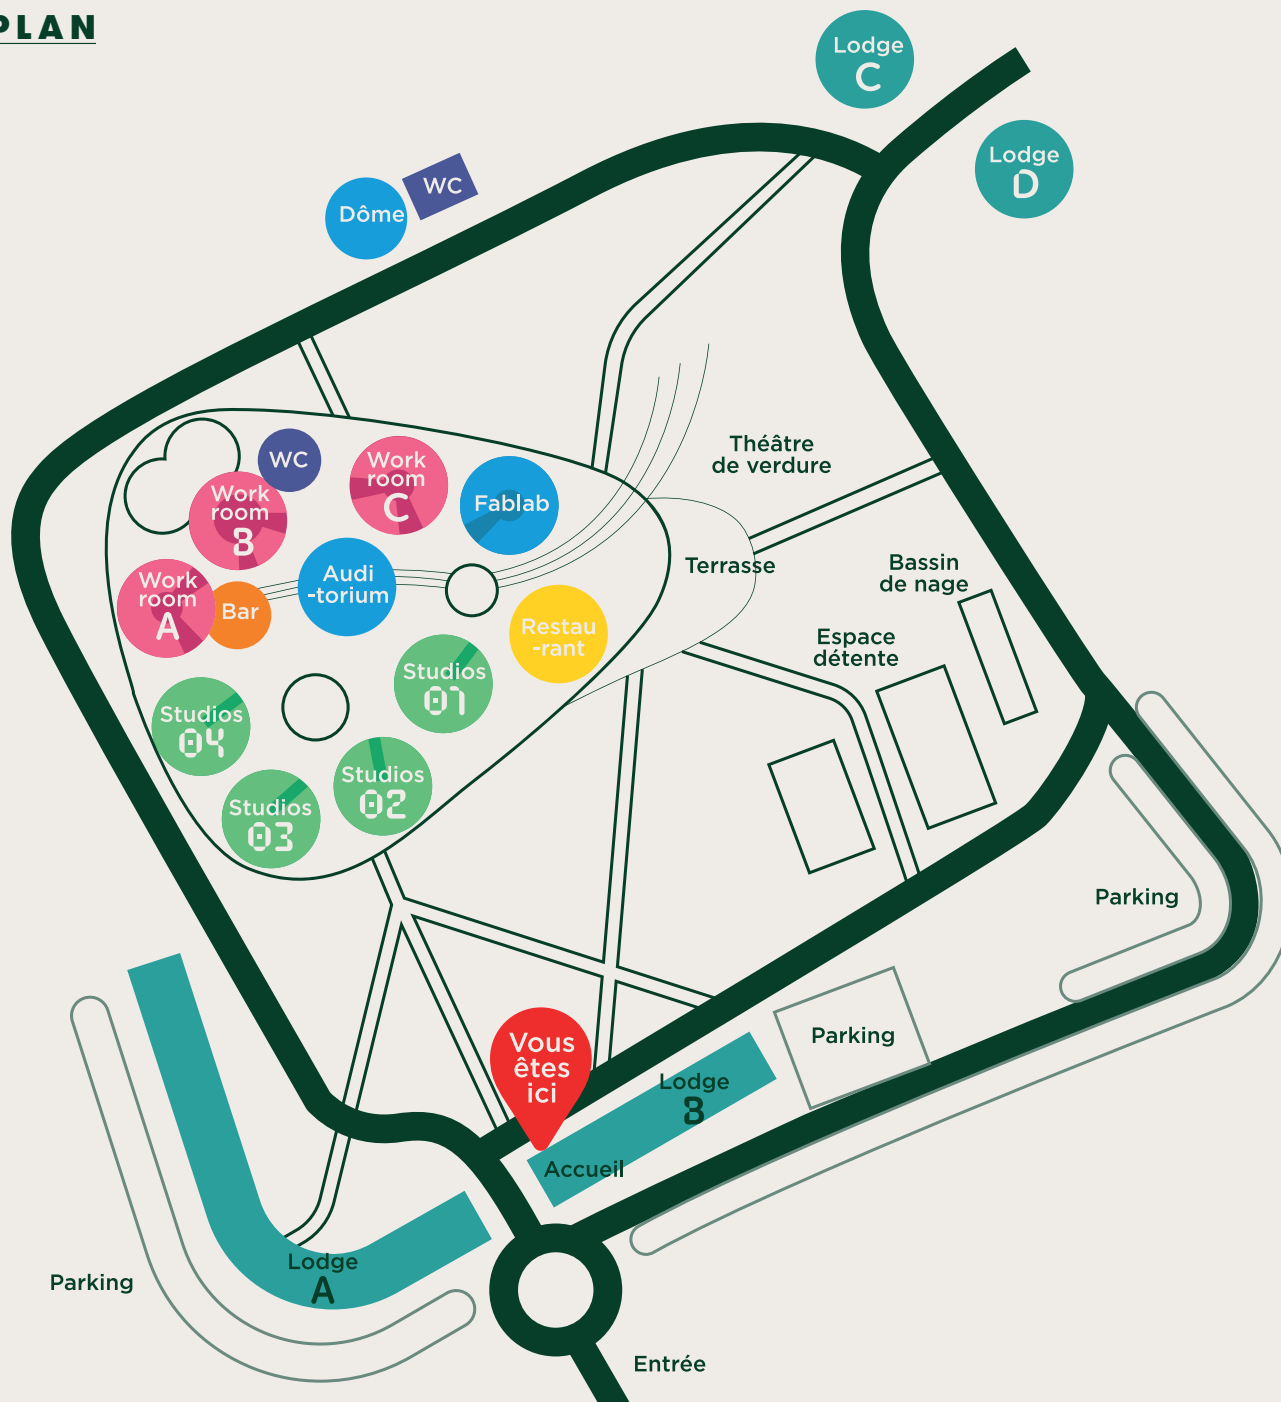 PLAN
Lodge
C
Lodge
D
WC
Dôme
Théâtre
de verdure
WC
Work
room
C
Fablab
Work
room
B
Terrasse
Bassin
de nage
Audi
-torium
Work
room
A
Bar
Restau
-rant
Espace
détente
Studios
01
Studios
04
Studios
02
Studios
03
Parking
Parking
Vous
êtes
ici
Lodge
B
Accueil
Lodge
A
Parking
Entrée